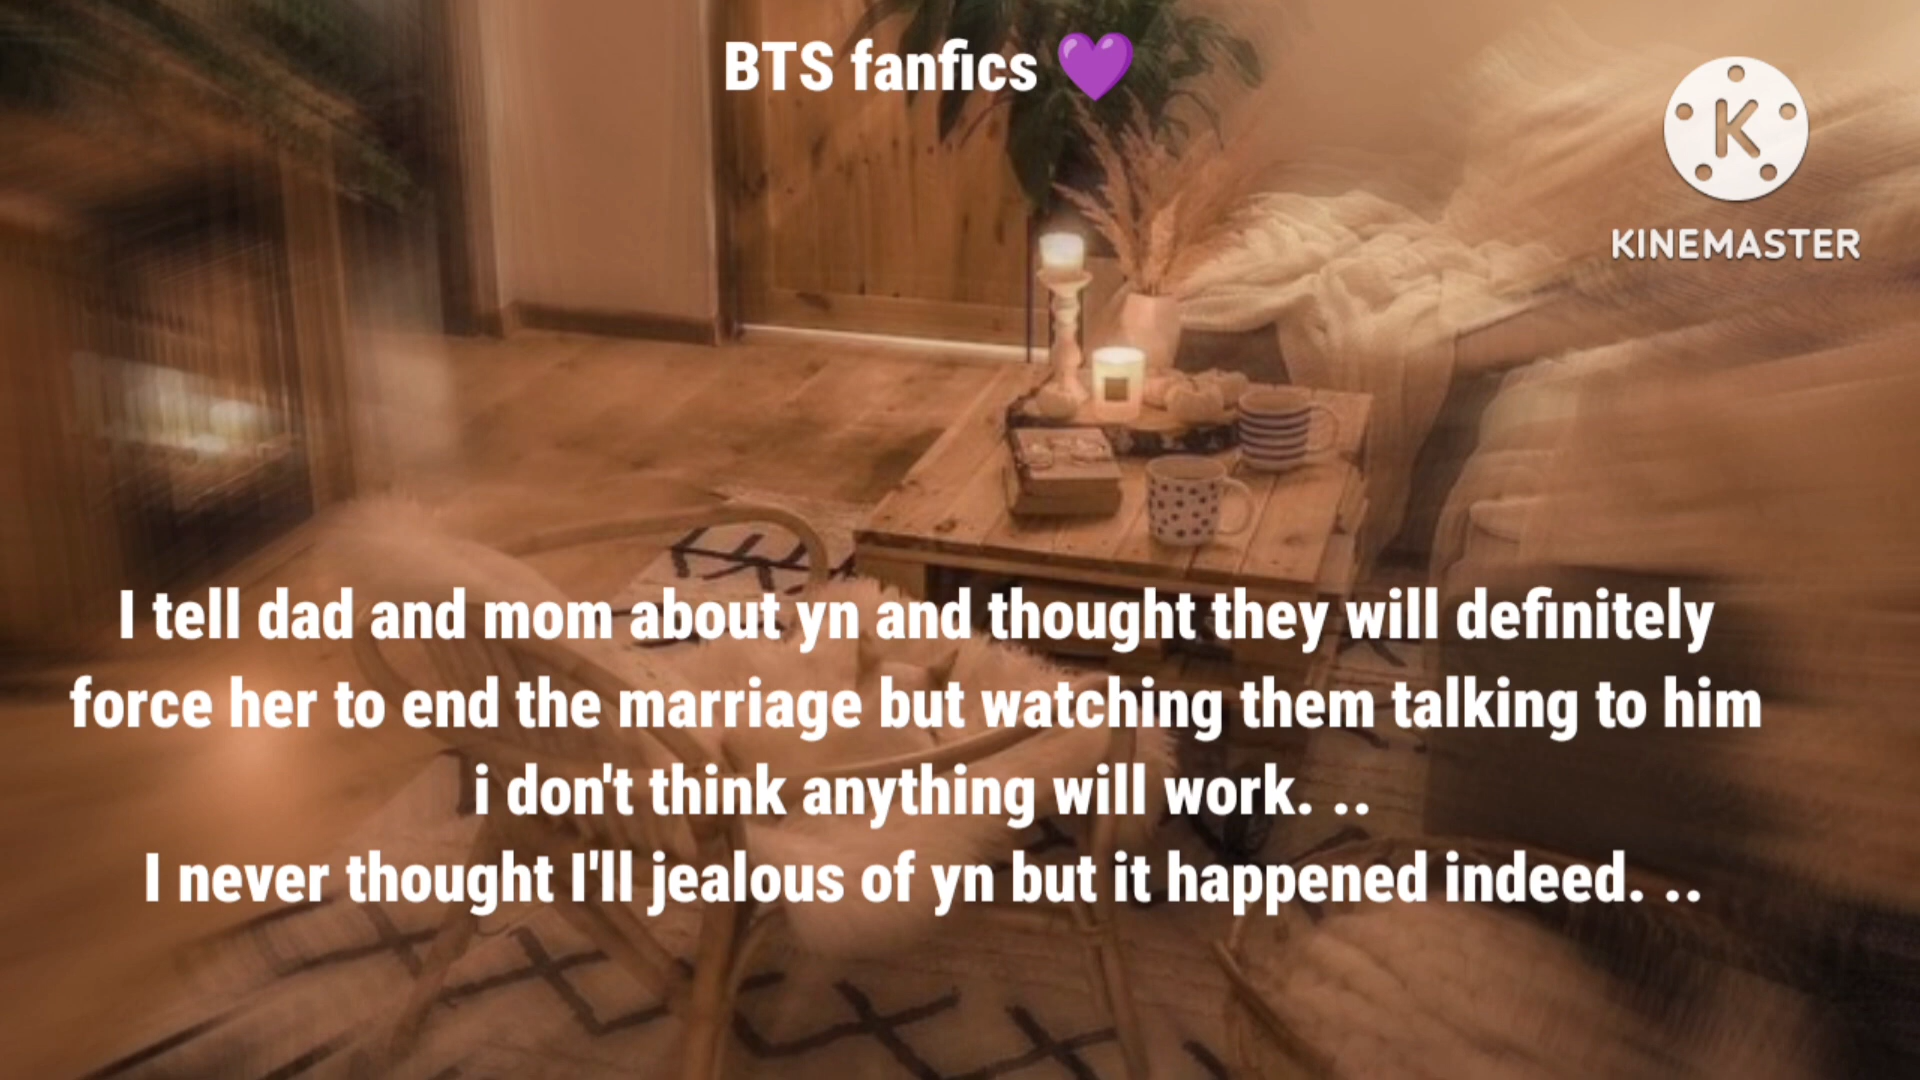 BTS fanfics 💜
K
KINEMASTER
I tell dad and mom about yn and thought they will definitely
force her to end the marriage but watching them talking to him
i don't think anything will work. ..
I never thought I'll jealous of yn but it happened indeed. ..